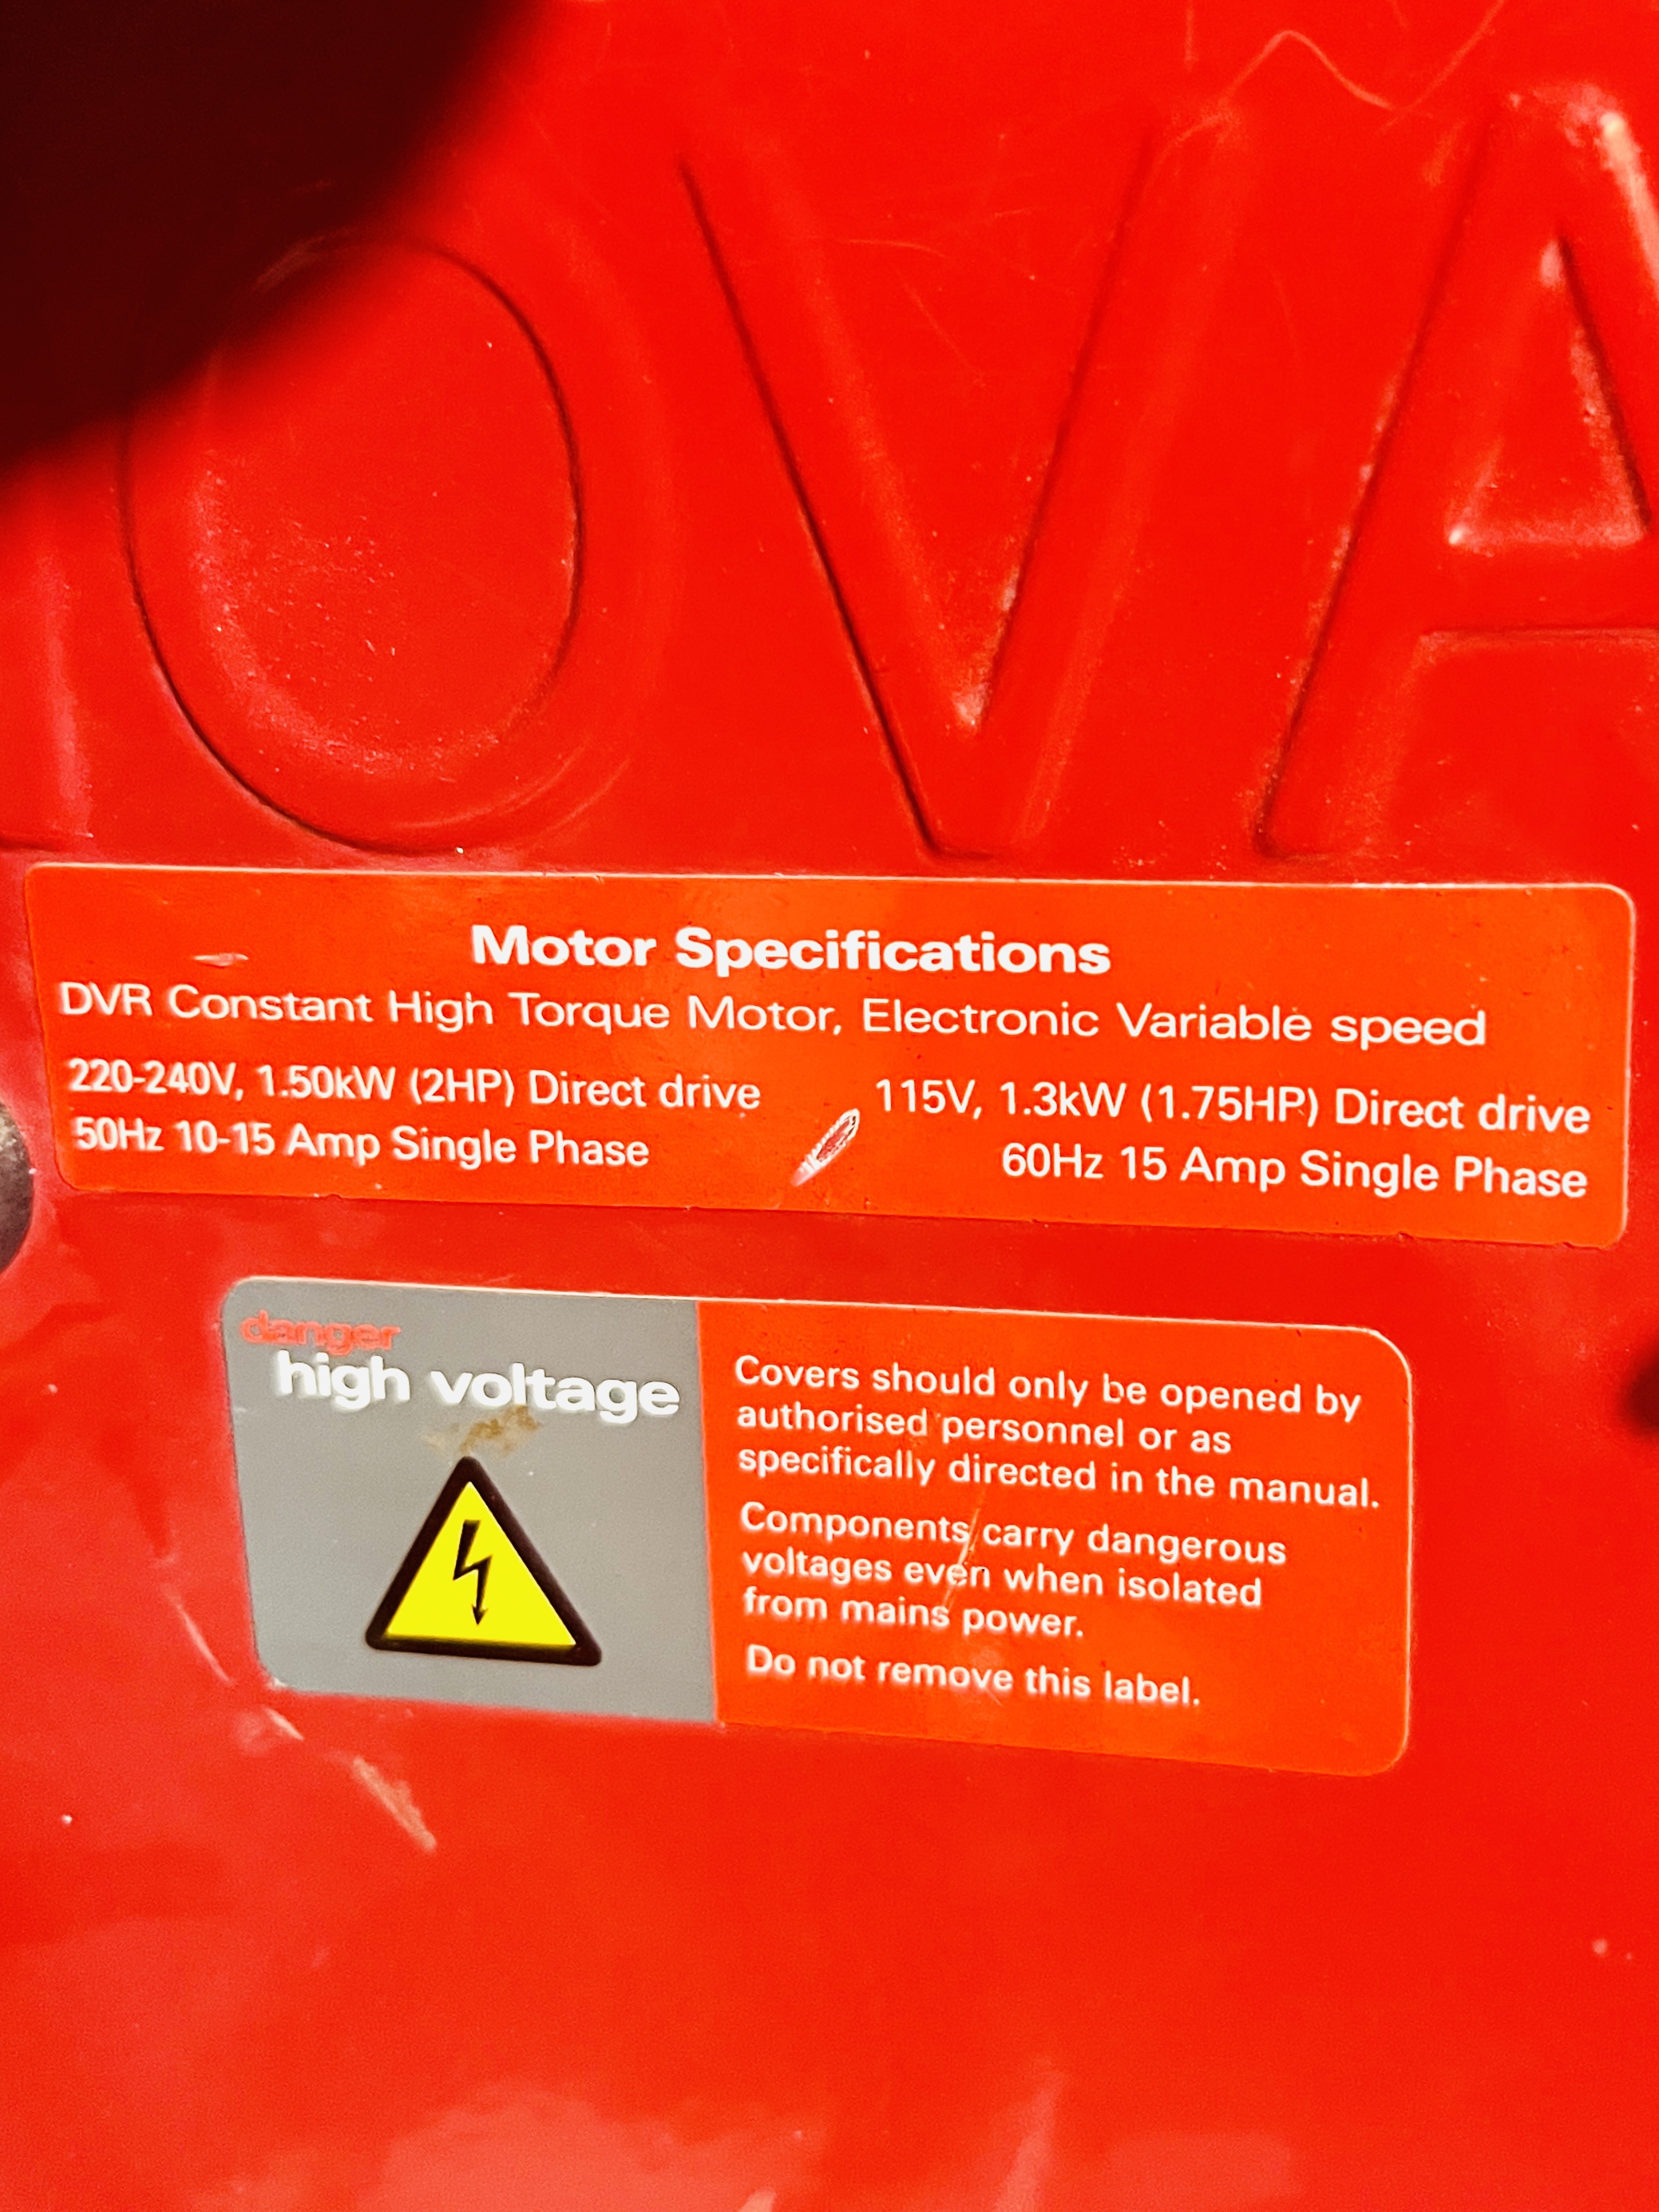 OVA
Motor Specifications
DVR Constant High Torque Motor, Electronic Variable speed
220-240V, 1.50kW (2HP) Direct drive
50Hz 10-15 Amp Single Phase
115V, 1.3kW (1.75HP) Direct drive
60Hz 15 Amp Single Phase
danger
high voltage
Covers should only be opened by
authorised personnel or as
specifically directed in the manual.
Components carry dangerous
voltages even when isolated
from mains power.
Do not remove this label.